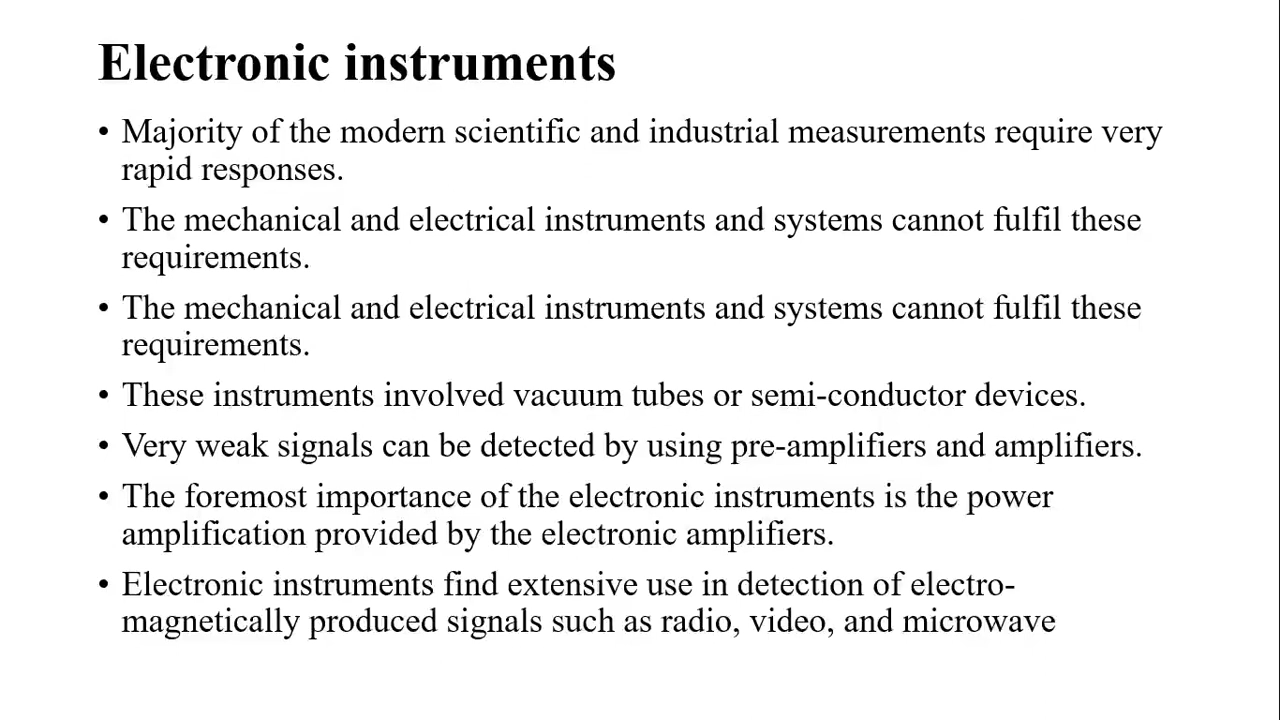 Electronic instruments
• Majority of the modern scientific and industrial measurements require very
rapid responses.
• The mechanical and electrical instruments and systems cannot fulfil these
requirements.
• The mechanical and electrical instruments and systems cannot fulfil these
requirements.
• These instruments involved vacuum tubes or semi-conductor devices.
• Very weak signals can be detected by using pre-amplifiers and amplifiers.
• The foremost importance of the electronic instruments is the power
amplification provided by the electronic amplifiers.
• Electronic instruments find extensive use in detection of electro-
magnetically produced signals such as radio, video, and microwave